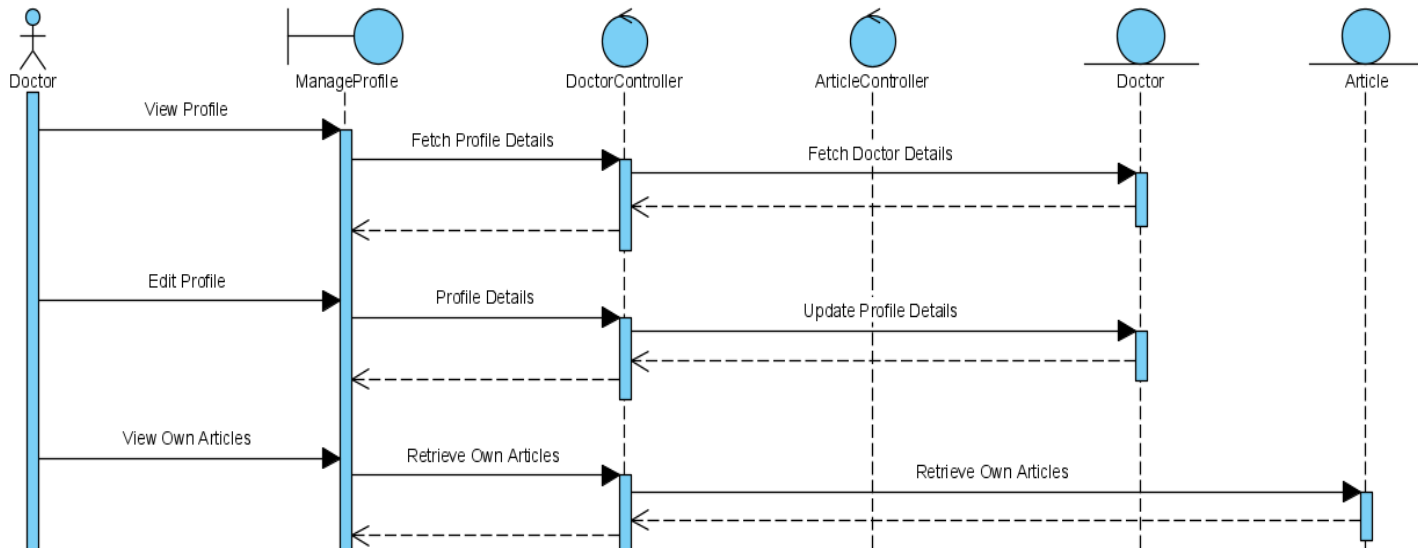 Doctor
ManageProfile
DoctorController
ArticleController
Doctor
Article
View Profile
Fetch Profile Details
Fetch Doctor Details
Edit Profile
Profile Details
Update Profile Details
View Own Articles
Retrieve Own Articles
Retrieve Own Articles